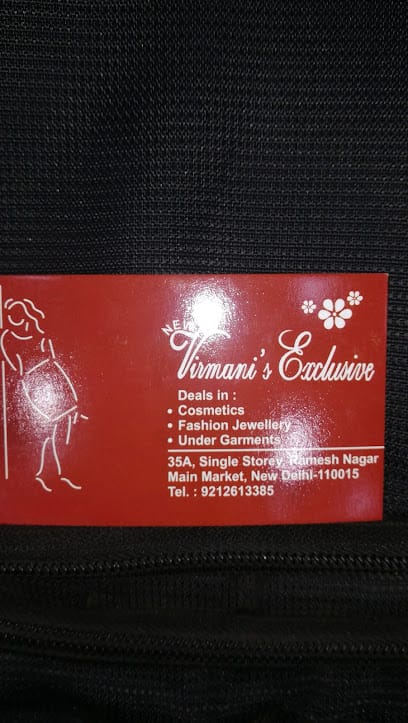 NEW
Virmani's Exclusive
Deals in :
• Cosmetics
• Fashion Jewellery
• Under Garments
35A, Single Storey, Ramesh Nagar
Main Market, New Delhi-110015
Tel. : 9212613385